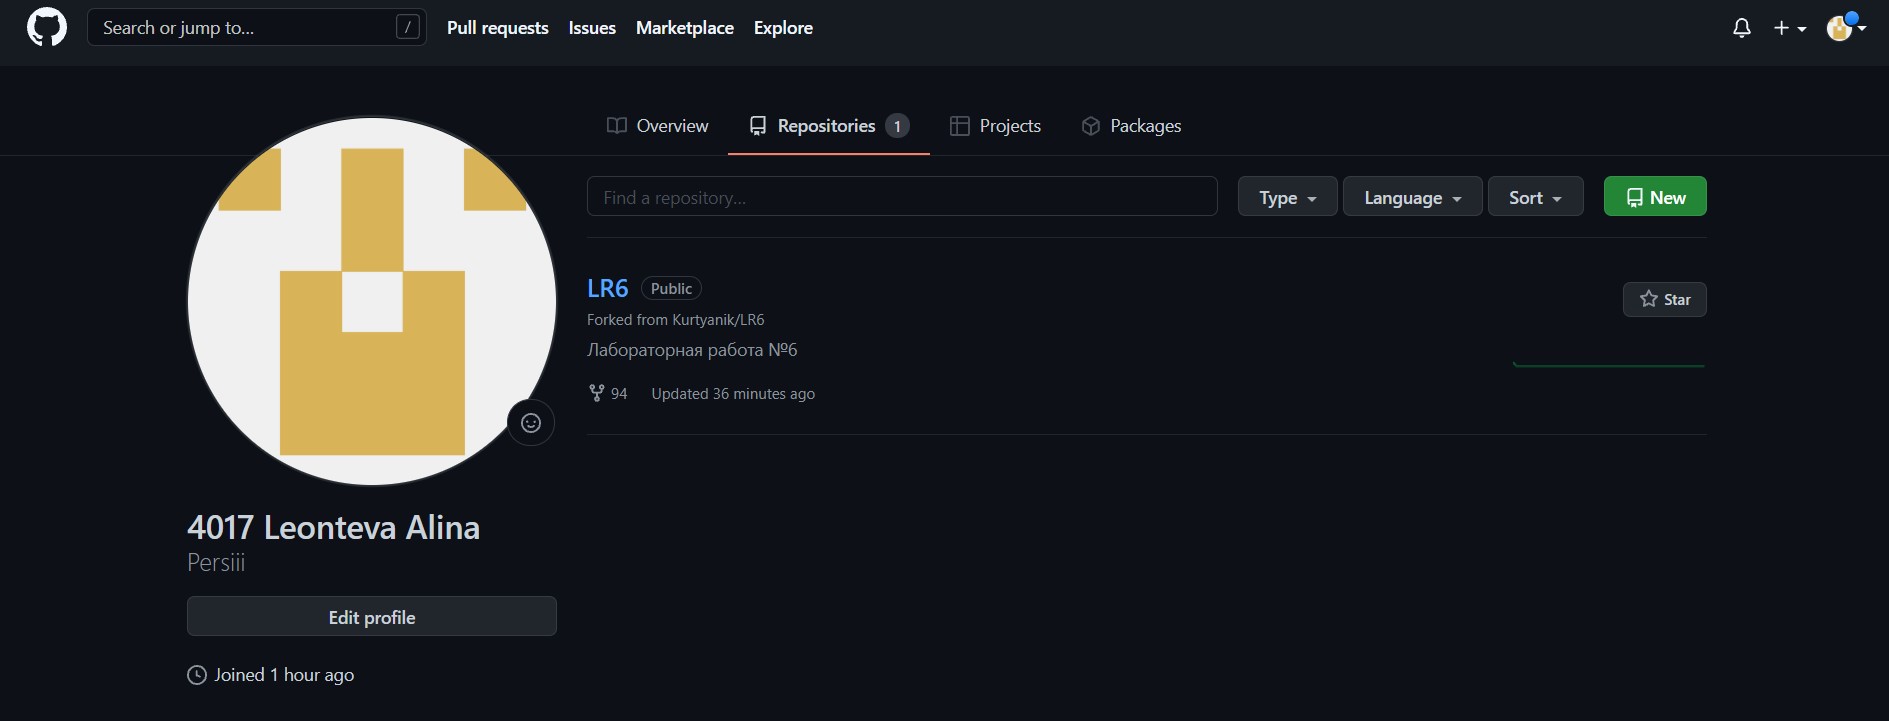 Search or jump to... / Pull requests Issues Marketplace Explore
Overview Repositories 1 Projects Packages
Find a repository... Type Language Sort New
LR6 Public
Star
Forked from Kurtyanik/LR6
Лабораторная работа №6
94 Updated 36 minutes ago
4017 Leonteva Alina
Persiii
Edit profile
Joined 1 hour ago